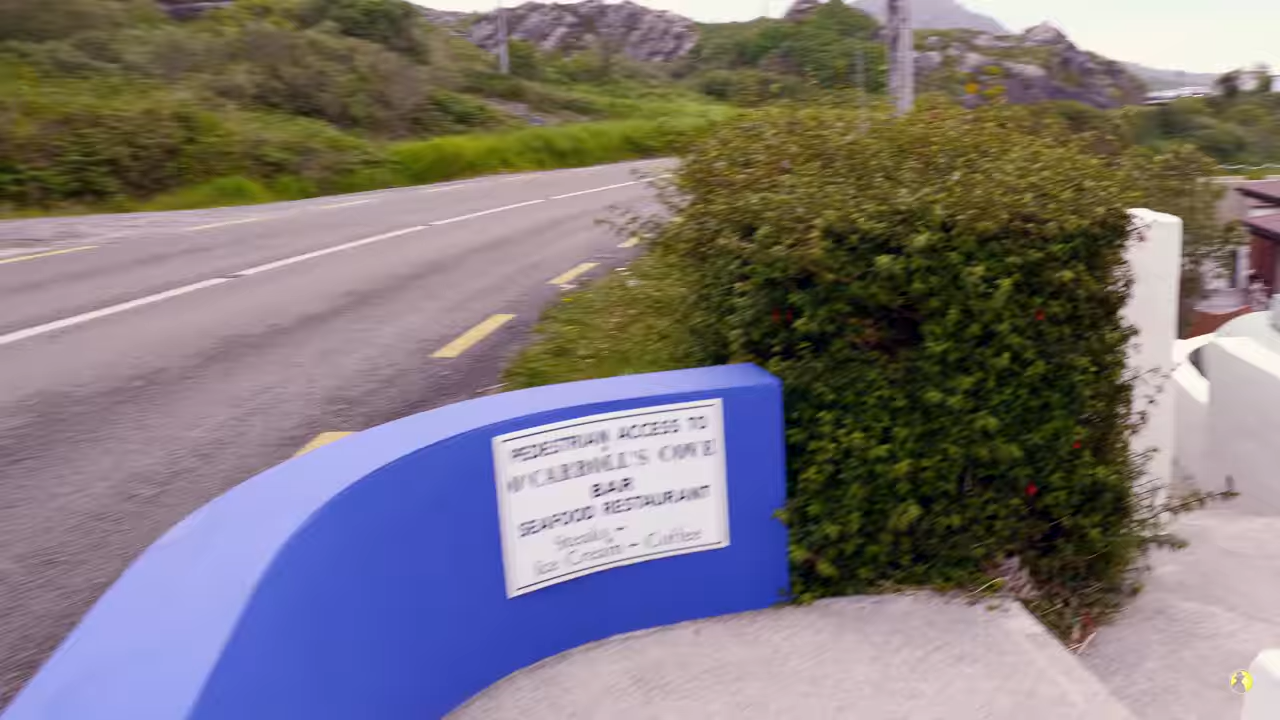 PEDESTRIAN ACCESS TO
O'CARROLL'S COVE
BAR
SEAFOOD RESTAURANT
Ice Cream ~ Coffee